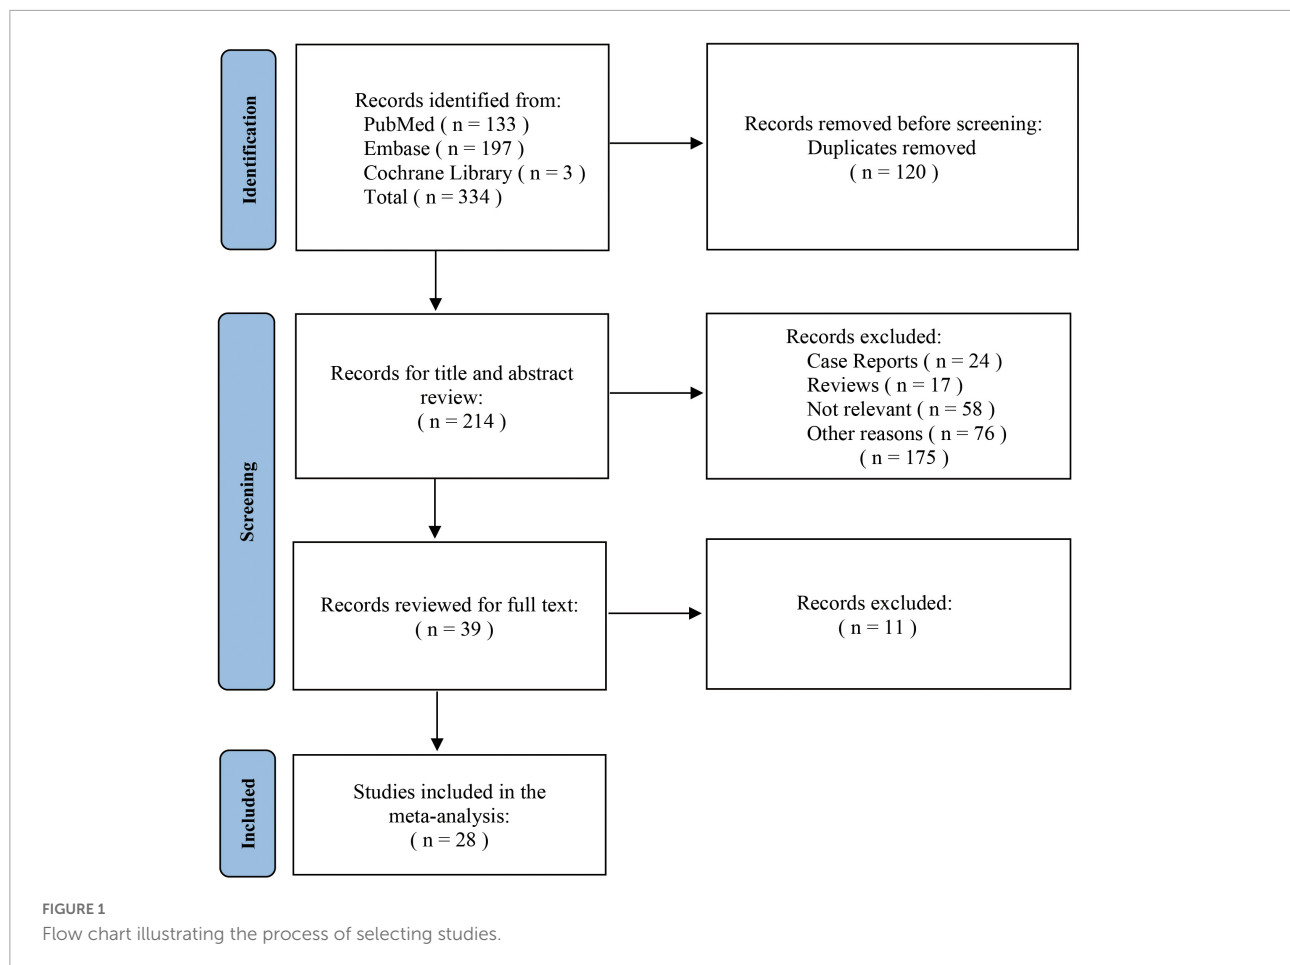 Identification
Records identified from:
PubMed ( n = 133 )
Embase ( n = 197 )
Cochrane Library ( n = 3 )
Total ( n = 334 )
Records removed before screening:
Duplicates removed
( n = 120 )
Screening
Records for title and abstract
review:
( n = 214 )
Records excluded:
Case Reports ( n = 24 )
Reviews ( n = 17 )
Not relevant ( n = 58 )
Other reasons ( n = 76 )
( n = 175 )
Records reviewed for full text:
( n = 39 )
Records excluded:
( n = 11 )
Included
Studies included in the
meta-analysis:
( n = 28 )
FIGURE 1
Flow chart illustrating the process of selecting studies.